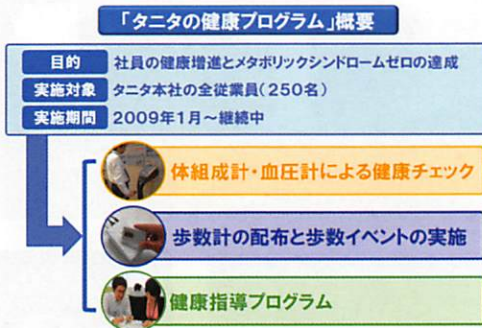 「タニタの健康プログラム」概要
目的 社員の健康増進とメタボリックシンドロームゼロの達成
実施対象 タニタ本社の全従業員(250名)
実施期間 2009年1月~継続中
体組成計・血圧計による健康チェック
歩数計の配布と歩数イベントの実施
健康指導プログラム